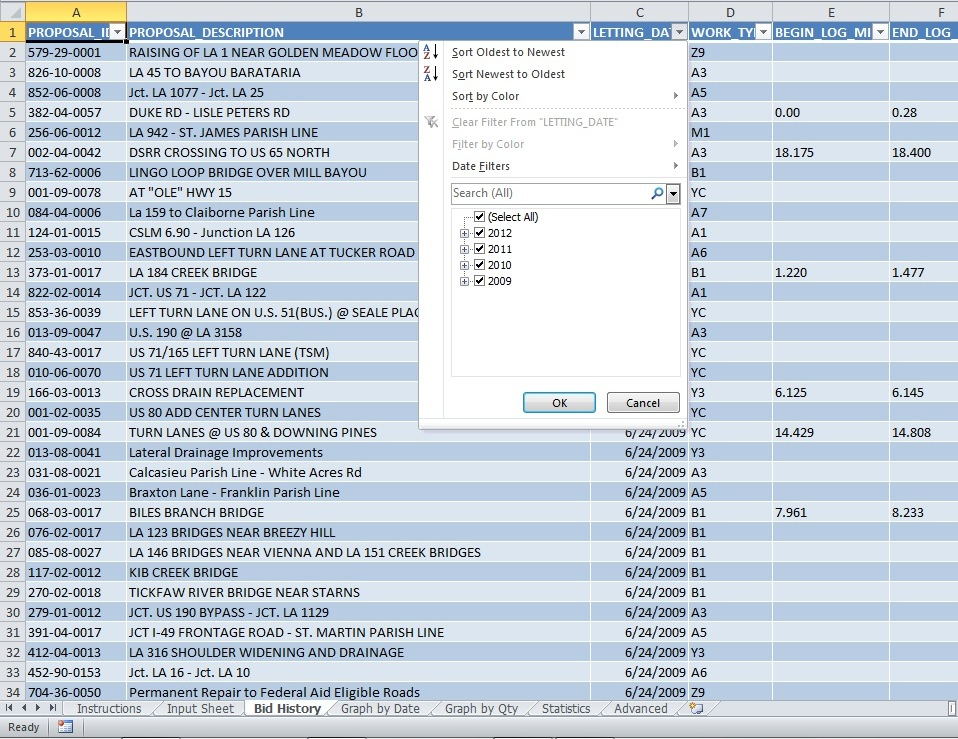 A B C D E F
1 PROPOSAL_ID PROPOSAL_DESCRIPTION LETTING_DAT WORK_TYP BEGIN_LOG_MI END_LOG
2 579-29-0001 RAISING OF LA 1 NEAR GOLDEN MEADOW FLOO Z9
Sort Oldest to Newest
3 826-10-0008 LA 45 TO BAYOU BARATARIA A3
Sort Newest to Oldest
4 852-06-0008 Jct. LA 1077 - Jct. LA 25 A5
Sort by Color
5 382-04-0057 DUKE RD - LISLE PETERS RD 0.00 0.28
Clear Filter From "LETTING_DATE"
6 256-06-0012 LA 942 - ST. JAMES PARISH LINE M1
Filter by Color
7 002-04-0042 DSRR CROSSING TO US 65 NORTH A3 18.175 18.400
Date Filters
8 713-62-0006 LINGO LOOP BRIDGE OVER MILL BAYOU B1
Search (All)
9 001-09-0078 AT "OLE" HWY 15 YC
10 084-04-0006 La 159 to Claiborne Parish Line A7
(Select All)
11 124-01-0015 CSLM 6.90 - Junction LA 126 A1
2012
12 253-03-0010 EASTBOUND LEFT TURN LANE AT TUCKER ROAD A6
2011
13 373-01-0017 LA 184 CREEK BRIDGE B1 1.220 1.477
2010
2009
14 822-02-0014 JCT. US 71 - JCT. LA 122 A1
15 853-36-0039 LEFT TURN LANE ON U.S. 51(BUS.) @ SEALE PLAC YC
16 013-09-0047 U.S. 190 @ LA 3158 A3
17 840-43-0017 US 71/165 LEFT TURN LANE (TSM) YC
18 010-06-0070 US 71 LEFT TURN LANE ADDITION YC
19 166-03-0013 CROSS DRAIN REPLACEMENT Y3 6.125 6.145
OK Cancel
20 001-02-0035 US 80 ADD CENTER TURN LANES YC
21 001-09-0084 TURN LANES @ US 80 & DOWNING PINES 6/24/2009 YC 14.429 14.808
22 013-08-0041 Lateral Drainage Improvements 6/24/2009 Y3
23 031-08-0021 Calcasieu Parish Line - White Acres Rd 6/24/2009 A3
24 036-01-0023 Braxton Lane - Franklin Parish Line 6/24/2009 A5
25 068-03-0017 BILES BRANCH BRIDGE 6/24/2009 B1 7.961 8.233
26 076-02-0017 LA 123 BRIDGES NEAR BREEZY HILL 6/24/2009 B1
27 085-08-0027 LA 146 BRIDGES NEAR VIENNA AND LA 151 CREEK BRIDGES 6/24/2009 B1
28 117-02-0012 KIB CREEK BRIDGE 6/24/2009 B1
29 270-02-0018 TICKFAW RIVER BRIDGE NEAR STARNS 6/24/2009 B1
30 279-01-0012 JCT. US 190 BYPASS - JCT. LA 1129 6/24/2009 A3
31 391-04-0017 JCT I-49 FRONTAGE ROAD - ST. MARTIN PARISH LINE 6/24/2009 A5
32 412-04-0013 LA 316 SHOULDER WIDENING AND DRAINAGE 6/24/2009 Y3
33 452-90-0153 Jct. LA 16 - Jct. LA 10 6/24/2009 A6
34 704-36-0050 Permanent Repair to Federal Aid Eligible Roads 6/24/2009 Z9
Instructions Input Sheet Bid History Graph by Date Graph by Qty Statistics Advanced
Ready